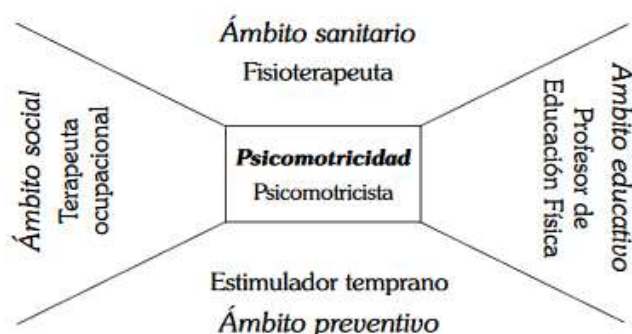 Ámbito sanitario
Fisioterapeuta
Ámbito social
Terapeuta
ocupacional
Psicomotricidad
Psicomotricista
Ámbito educativo
Profesor de
Educación Física
Estimulador temprano
Ámbito preventivo